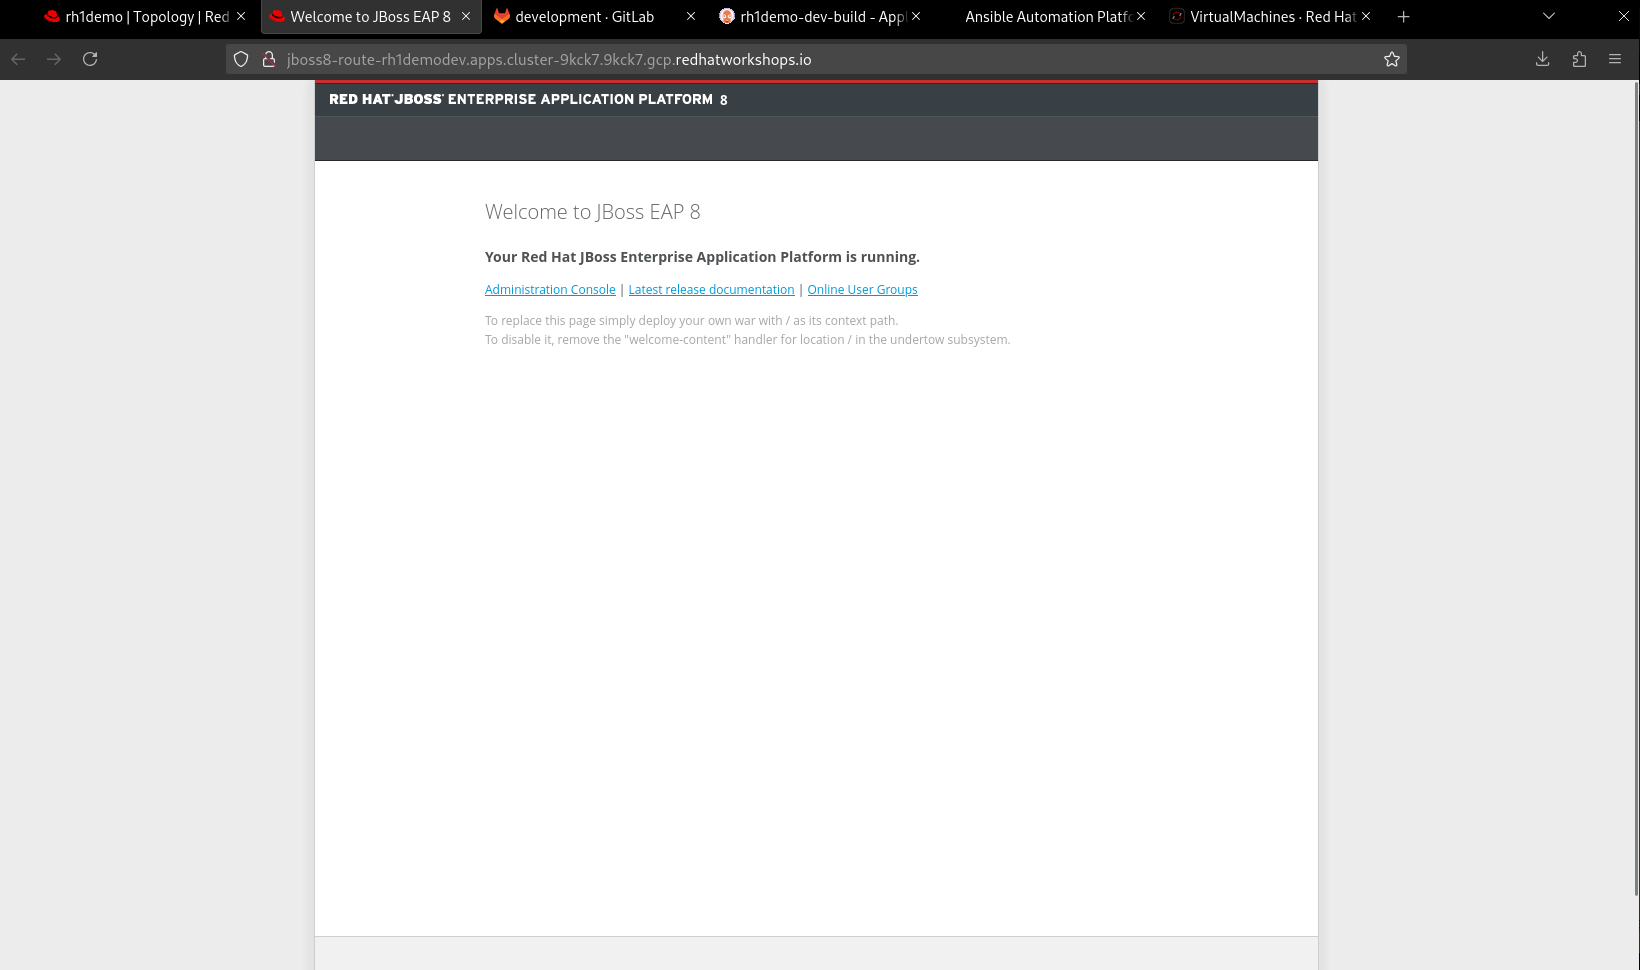 rh1demo | Topology | Red
Welcome to JBoss EAP 8
development · GitLab
rh1demo-dev-build - Appl
Ansible Automation Platfo
VirtualMachines · Red Hat
jboss8-route-rh1demodev.apps.cluster-9kck7.9kck7.gcp.redhatworkshops.io
RED HAT JBOSS ENTERPRISE APPLICATION PLATFORM 8
Welcome to JBoss EAP 8
Your Red Hat JBoss Enterprise Application Platform is running.
Administration Console | Latest release documentation | Online User Groups
To replace this page simply deploy your own war with / as its context path.
To disable it, remove the "welcome-content" handler for location / in the undertow subsystem.